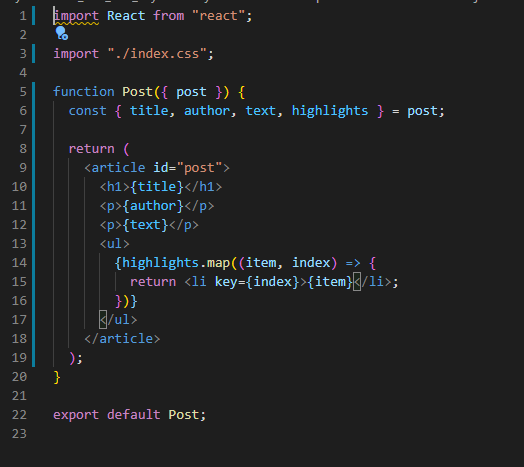 1 import React from "react";
2
3 import "./index.css";
4
5 function Post({ post }) {
6   const { title, author, text, highlights } = post;
7
8   return (
9     <article id="post">
10       <h1>{title}</h1>
11       <p>{author}</p>
12       <p>{text}</p>
13       <ul>
14         {highlights.map((item, index) => {
15           return <li key={index}>{item}</li>;
16         })}
17       </ul>
18     </article>
19   );
20 }
21
22 export default Post;
23